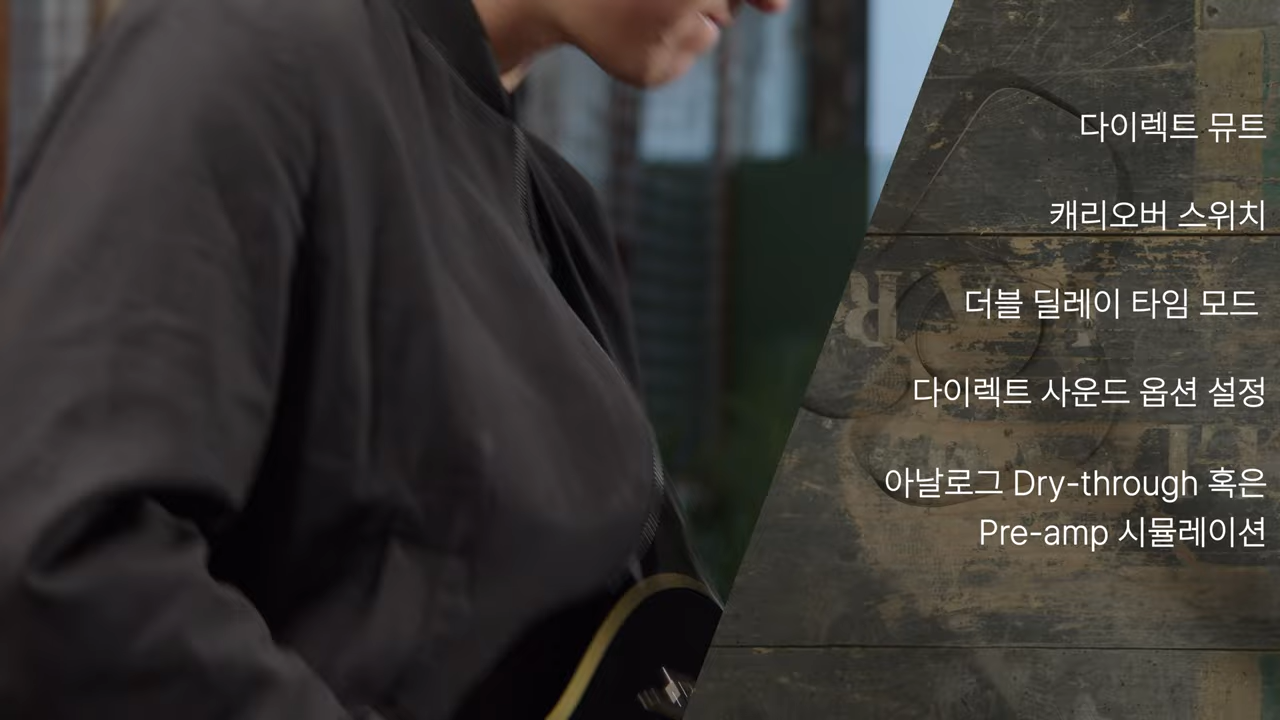 다이렉트 뮤트
캐리오버 스위치
더블 딜레이 타임 모드
다이렉트 사운드 옵션 설정
아날로그 Dry-through 혹은
Pre-amp 시뮬레이션